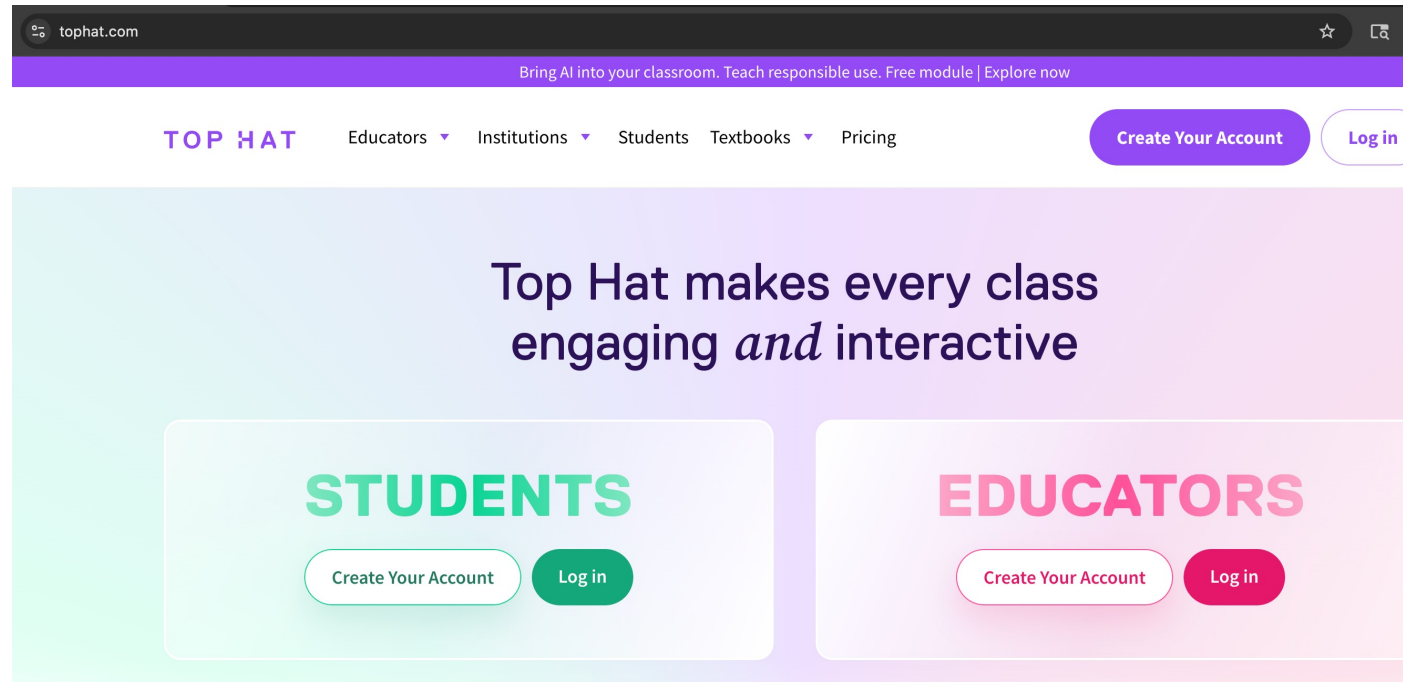 tophat.com
Bring AI into your classroom. Teach responsible use. Free module | Explore now
TOP HAT Educators Institutions Students Textbooks Pricing Create Your Account Log in
Top Hat makes every class
engaging and interactive
STUDENTS
Create Your Account Log in
EDUCATORS
Create Your Account Log in